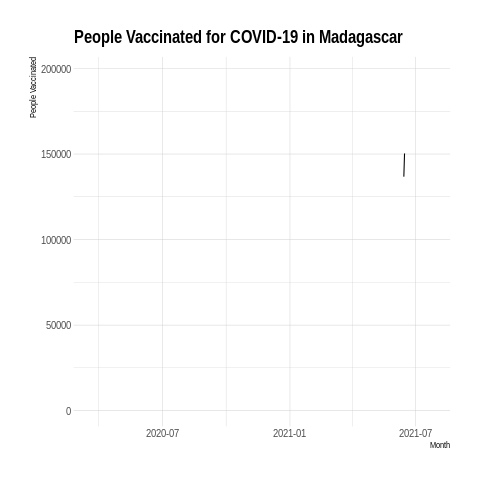 People Vaccinated for COVID-19 in Madagascar
People Vaccinated
200000
150000
100000
50000
0
2020-07
2021-01
2021-07
Month